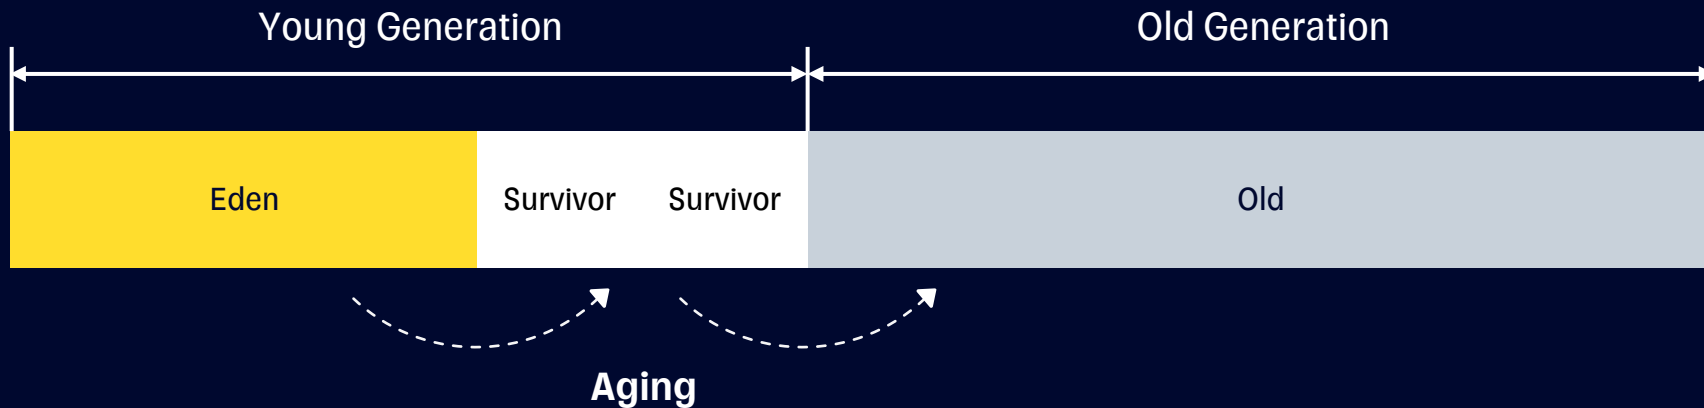 Young Generation
Old Generation
Eden
Survivor
Survivor
Old
Aging